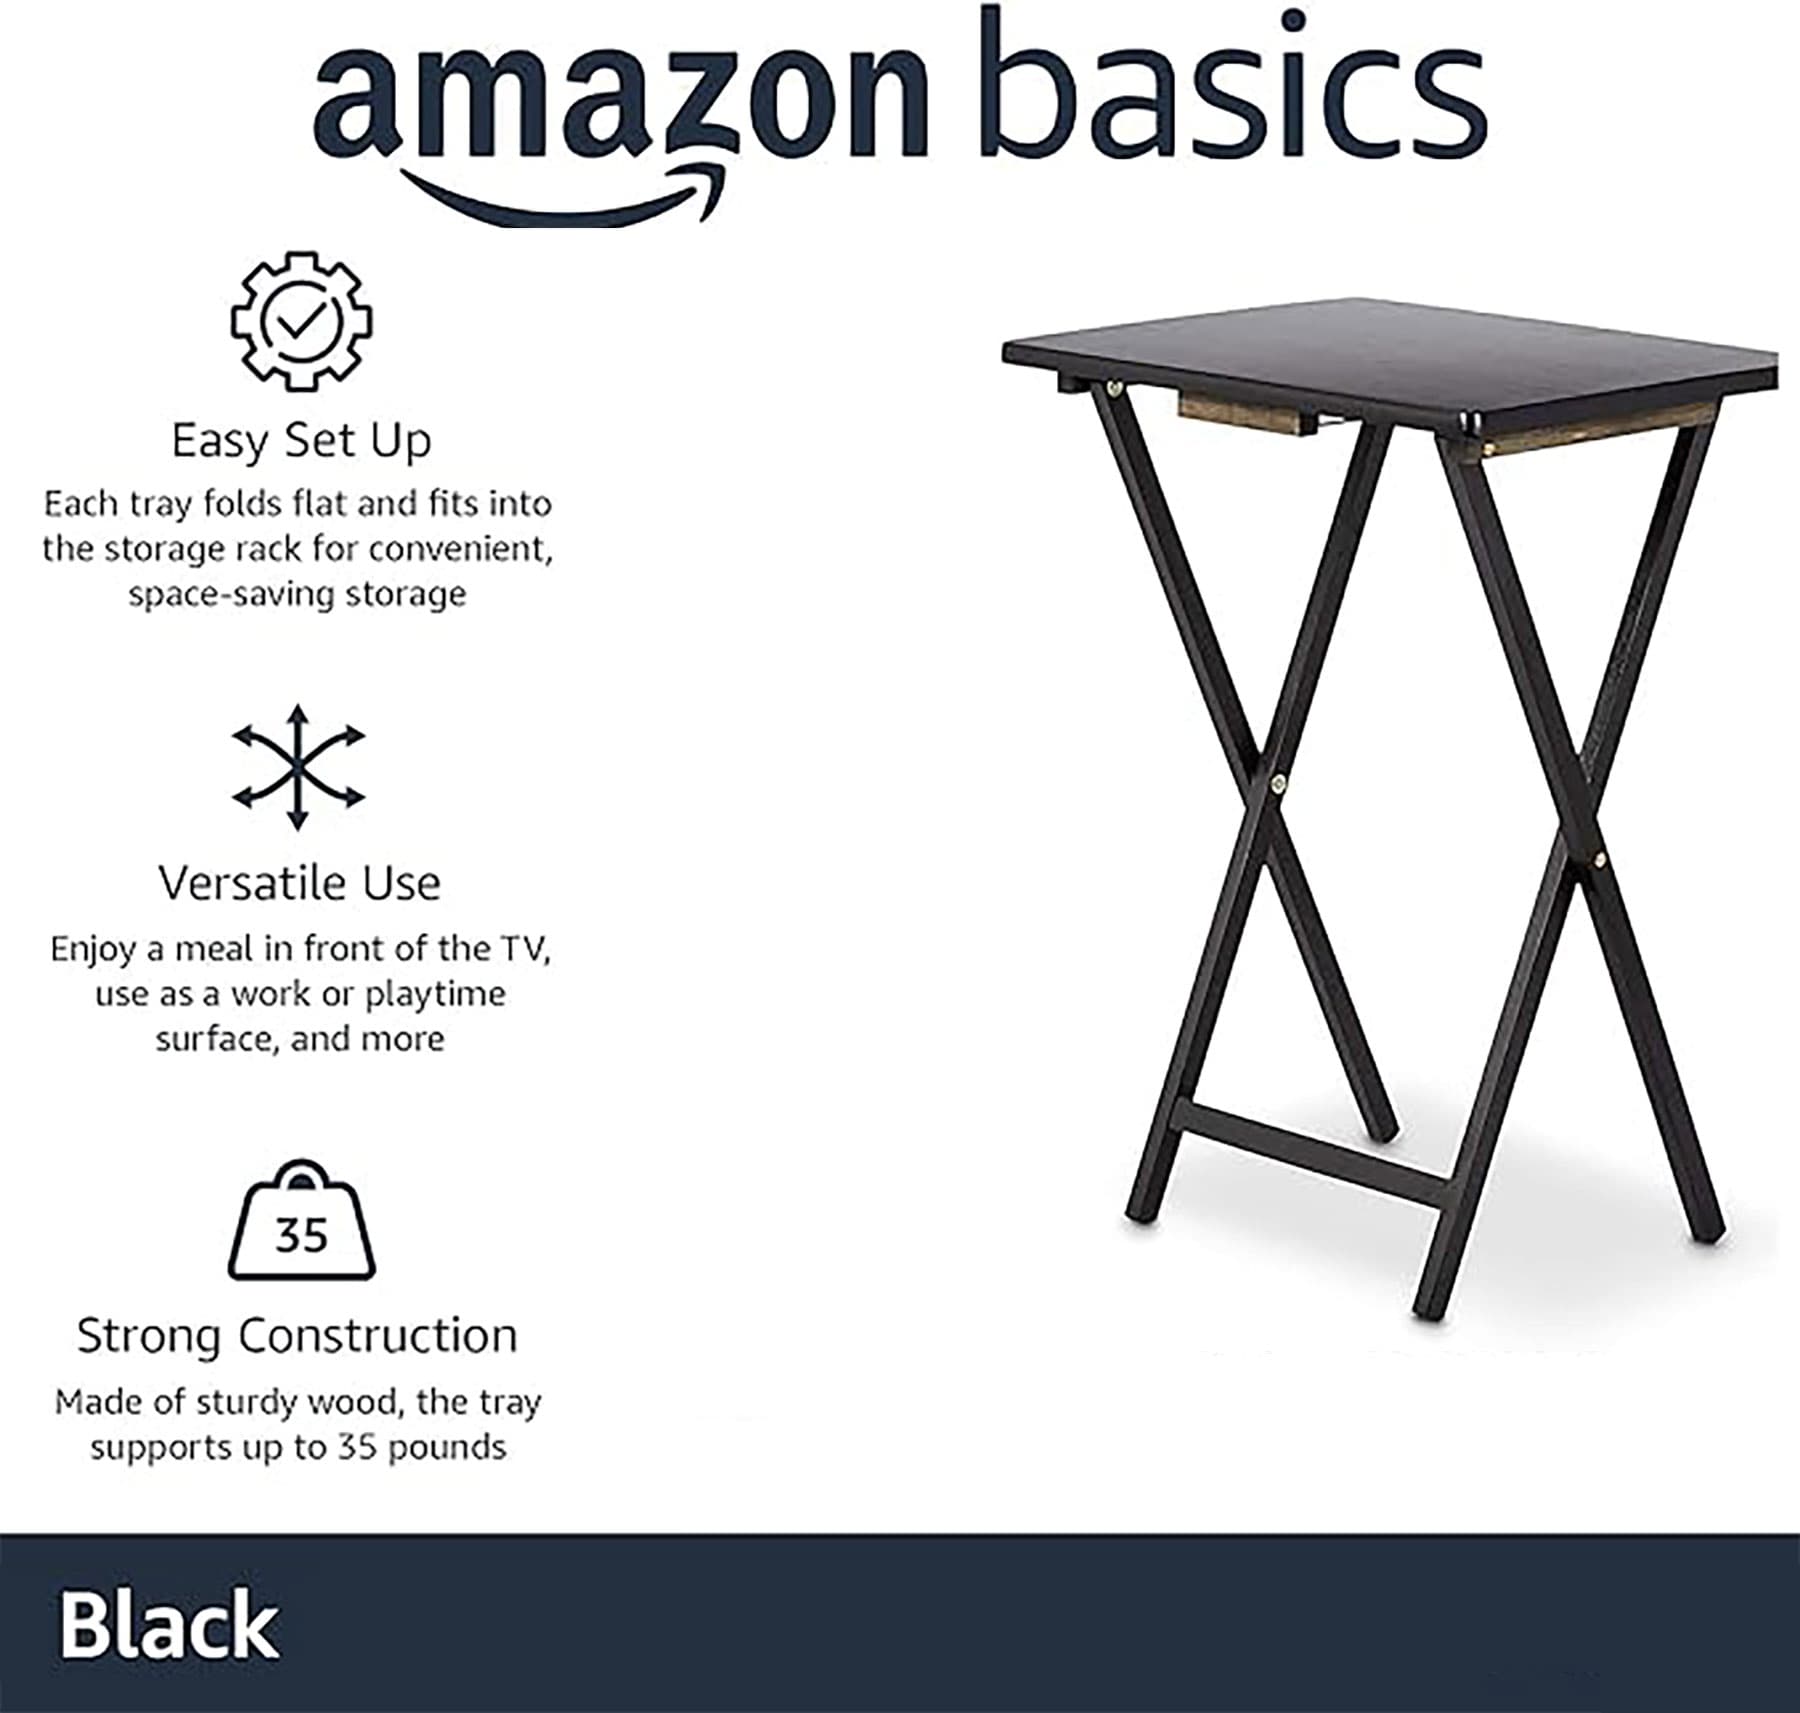 amazon basics
Easy Set Up
Each tray folds flat and fits into
the storage rack for convenient,
space-saving storage
Versatile Use
Enjoy a meal in front of the TV,
use as a work or playtime
surface, and more
35
Strong Construction
Made of sturdy wood, the tray
supports up to 35 pounds
Black